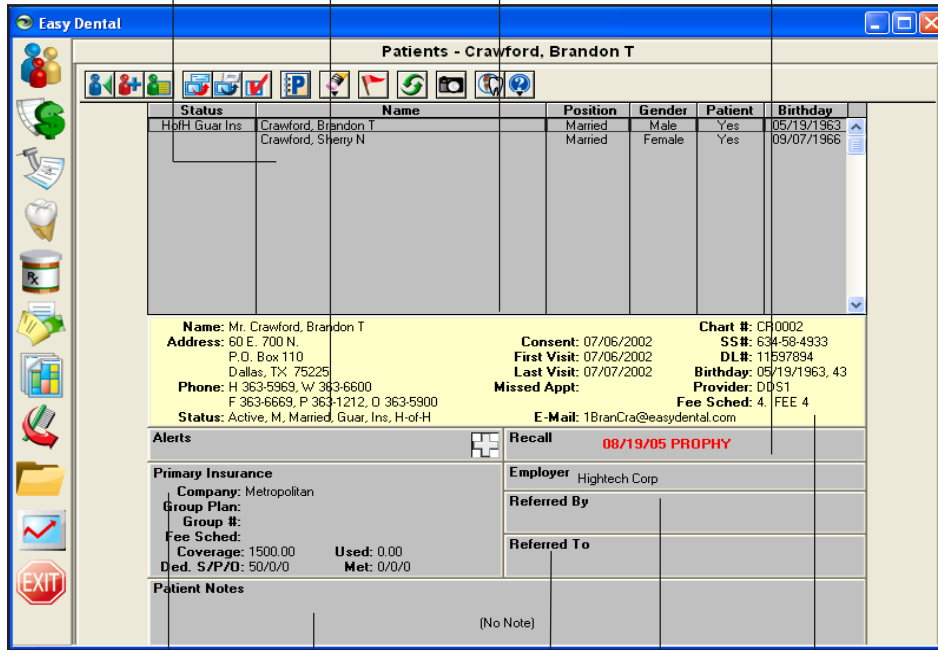 Easy Dental
Patients - Crawford, Brandon T
P
?
Status Name Position Gender Patient Birthday
HofH Guar Ins Crawford, Brandon T Married Male Yes 05/19/1963
Crawford, Sherry N Married Female Yes 09/07/1966
Rx
Name: Mr. Crawford, Brandon T Chart #: CR0002
Address: 60 E. 700 N. Consent: 07/06/2002 SS#: 634-58-4933
P.O. Box 110 First Visit: 07/06/2002 DL#: 11597894
Dallas, TX 75225 Last Visit: 07/07/2002 Birthday: 05/19/1963, 43
Phone: H 363-5969, W 363-6600 Missed Appt: Provider: DDS1
F 363-6669, P 363-1212, O 363-5900 Fee Sched: 4. FEE 4
Status: Active, M, Married, Guar, Ins, H-of-H E-Mail: 1BranCra@easydental.com
Alerts Recall 08/19/05 PROPHY
Primary Insurance Employer Hightech Corp
Company: Metropolitan
Group Plan: Referred By
Group #:
Fee Sched:
Coverage: 1500.00 Used: 0.00 Referred To
Ded. S/P/O: 50/0/0 Met: 0/0/0
EXIT
Patient Notes
(No Note)